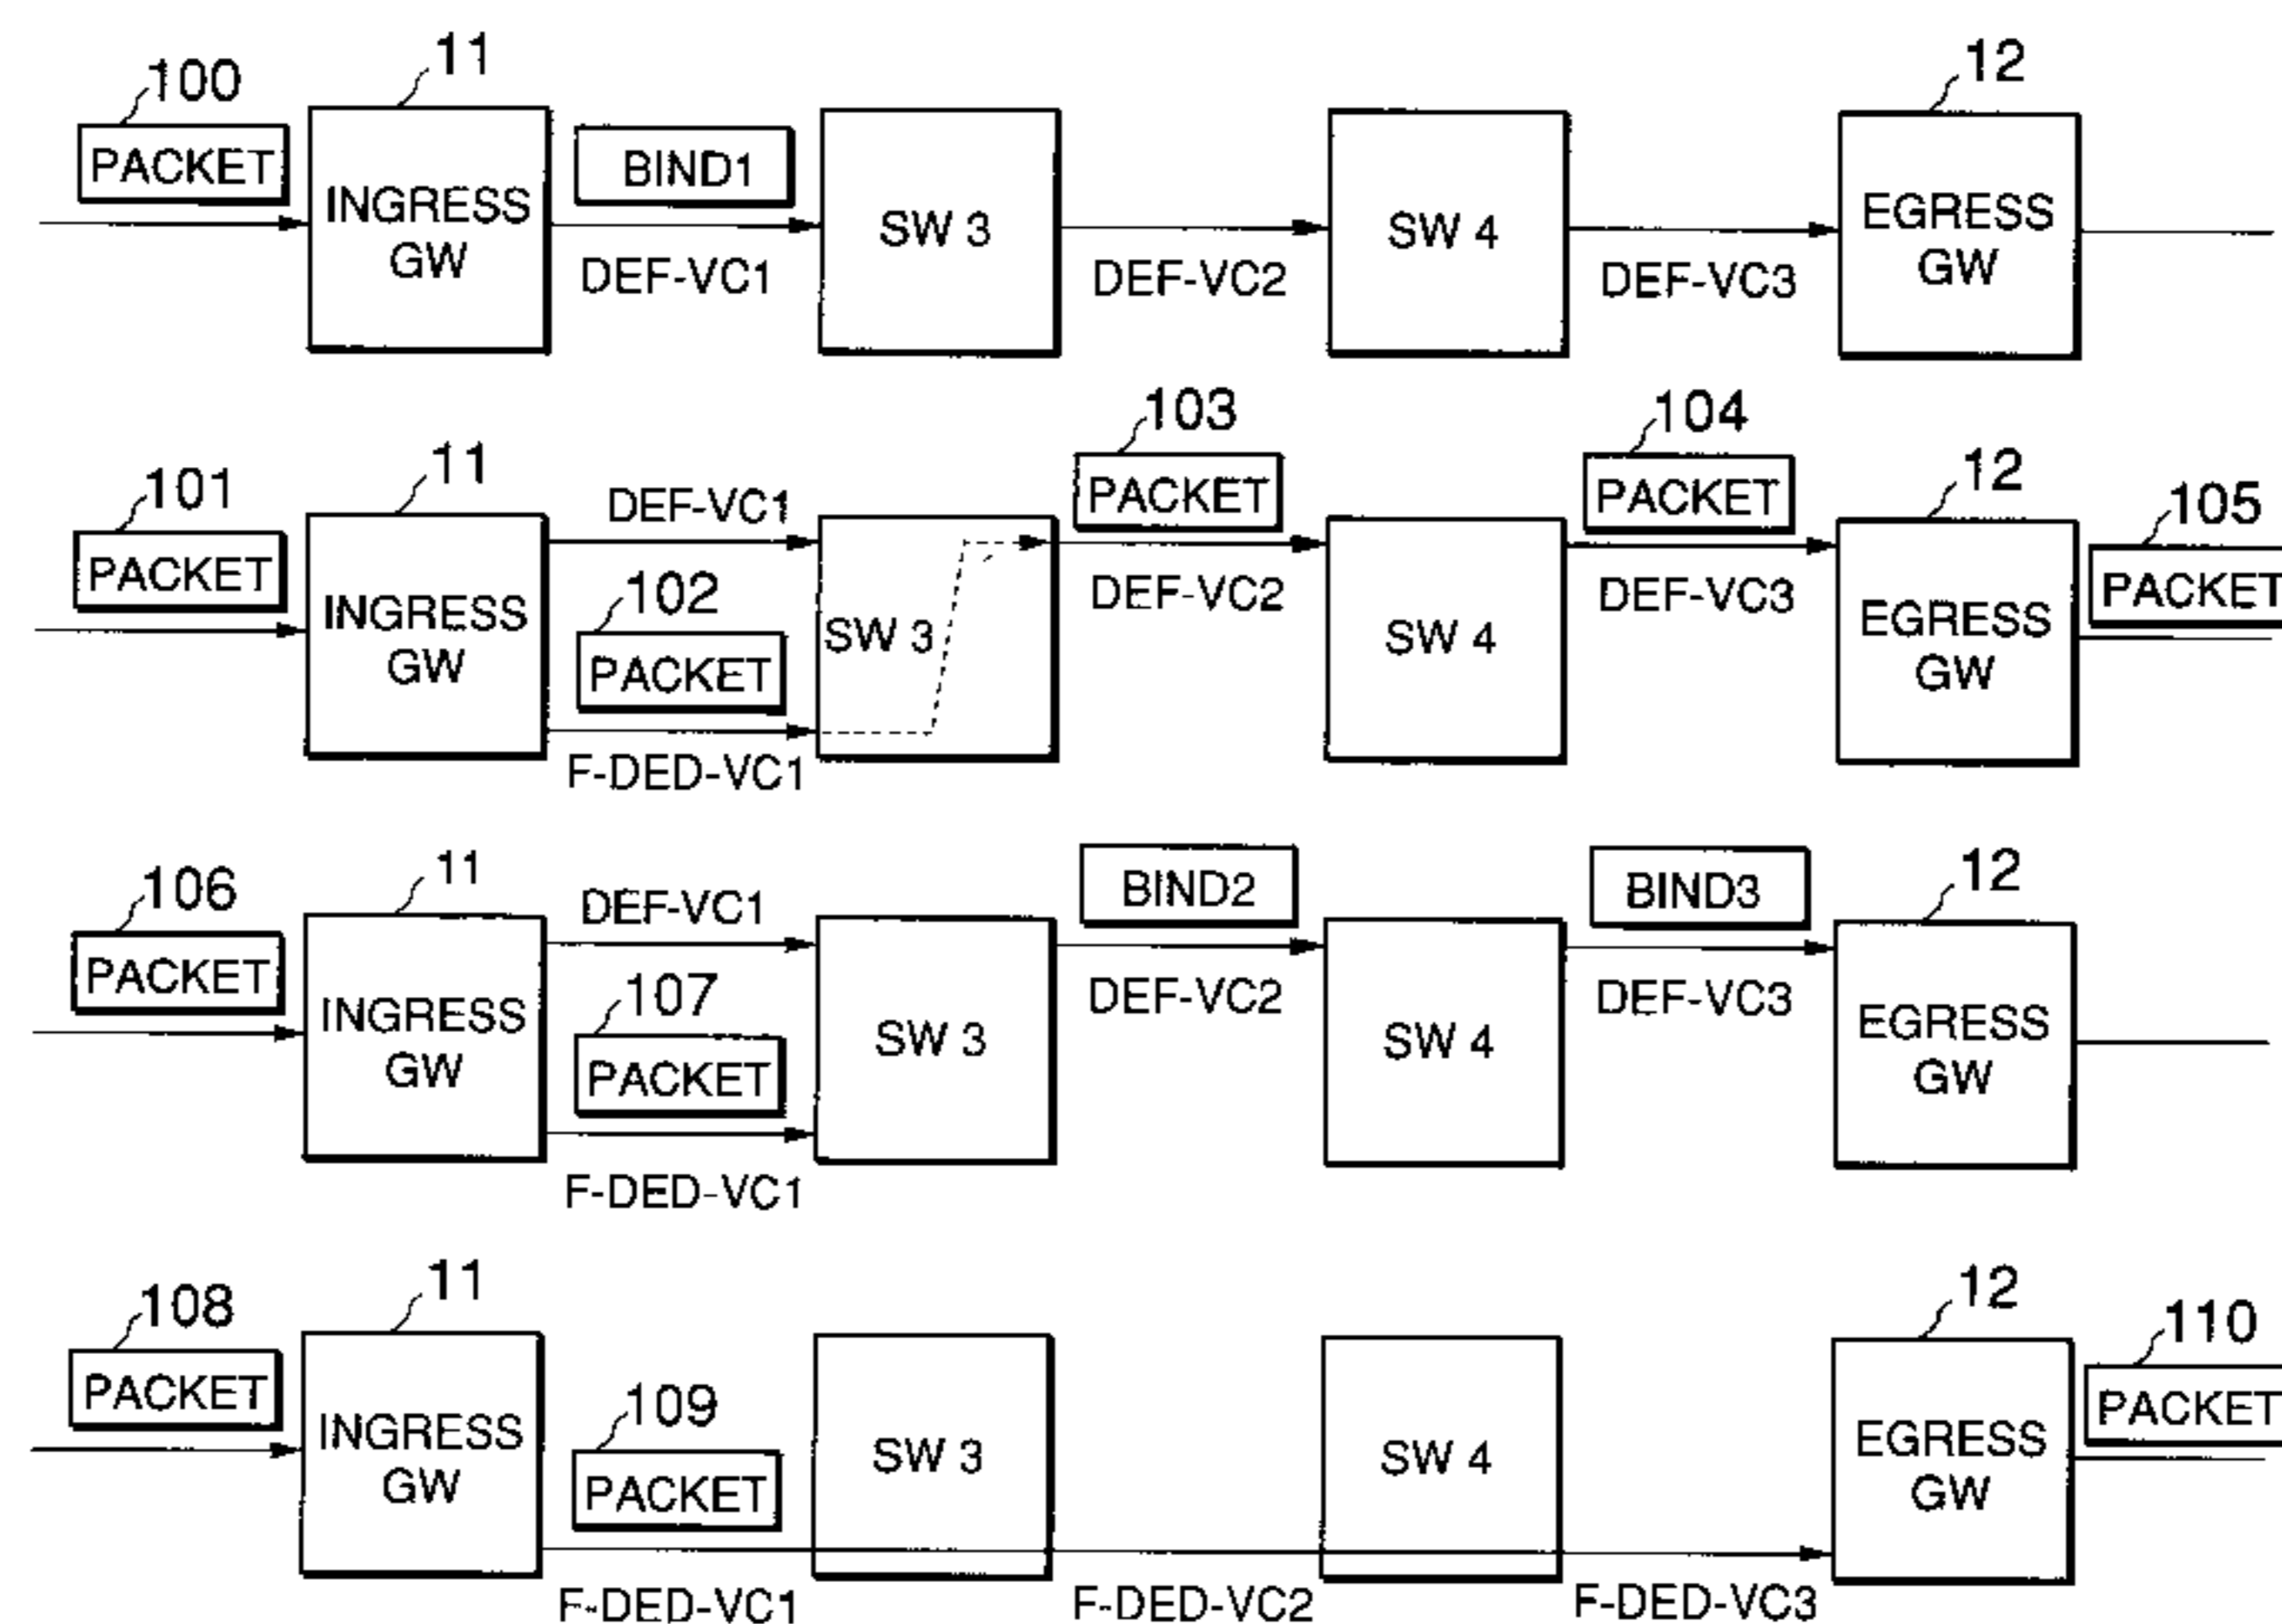 100
11
12
PACKET
INGRESS
GW
BIND1
DEF-VC1
SW 3
DEF-VC2
SW 4
DEF-VC3
EGRESS
GW
101
11
103
104
12
105
PACKET
INGRESS
GW
DEF-VC1
102
PACKET
F-DED-VC1
SW 3
PACKET
DEF-VC2
SW 4
PACKET
DEF-VC3
EGRESS
GW
PACKET
106
11
12
PACKET
INGRESS
GW
DEF-VC1
107
PACKET
F-DED-VC1
SW 3
BIND2
DEF-VC2
SW 4
BIND3
DEF-VC3
EGRESS
GW
108
11
12
110
PACKET
INGRESS
GW
109
PACKET
F-DED-VC1
SW 3
F-DED-VC2
SW 4
F-DED-VC3
EGRESS
GW
PACKET